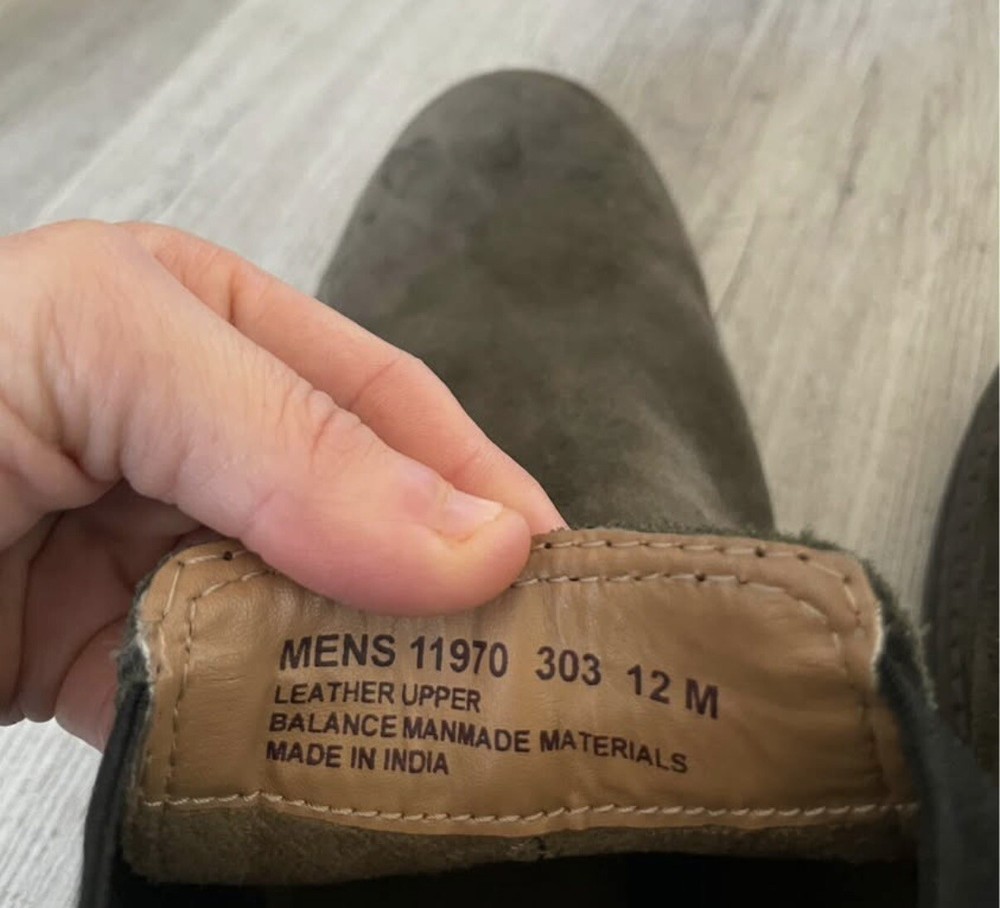 MENS 11970 303 12 M
LEATHER UPPER
BALANCE MANMADE MATERIALS
MADE IN INDIA